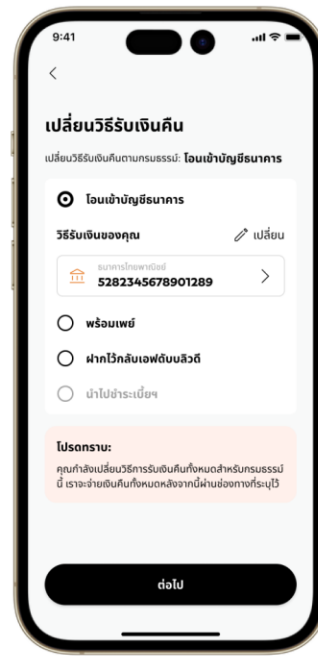 9:41
เปลี่ยนวิธีรับเงินคืน
เปลี่ยนวิธีรับเงินคืนตามกรมธรรม์: โอนเข้าบัญชีธนาคาร
โอนเข้าบัญชีธนาคาร
วิธีรับเงินของคุณ เปลี่ยน
ธนาคารไทยพาณิชย์
5282345678901289
พร้อมเพย์
ฝากไว้กับเอฟดับบลิวดี
นำไปชำระเบี้ยฯ
โปรดทราบ:
คุณกำลังเปลี่ยนวิธีการรับเงินคืนทั้งหมดสำหรับกรมธรรม์
นี้ เราจะจ่ายเงินคืนทั้งหมดหลังจากนี้ผ่านช่องทางที่ระบุไว้
ต่อไป